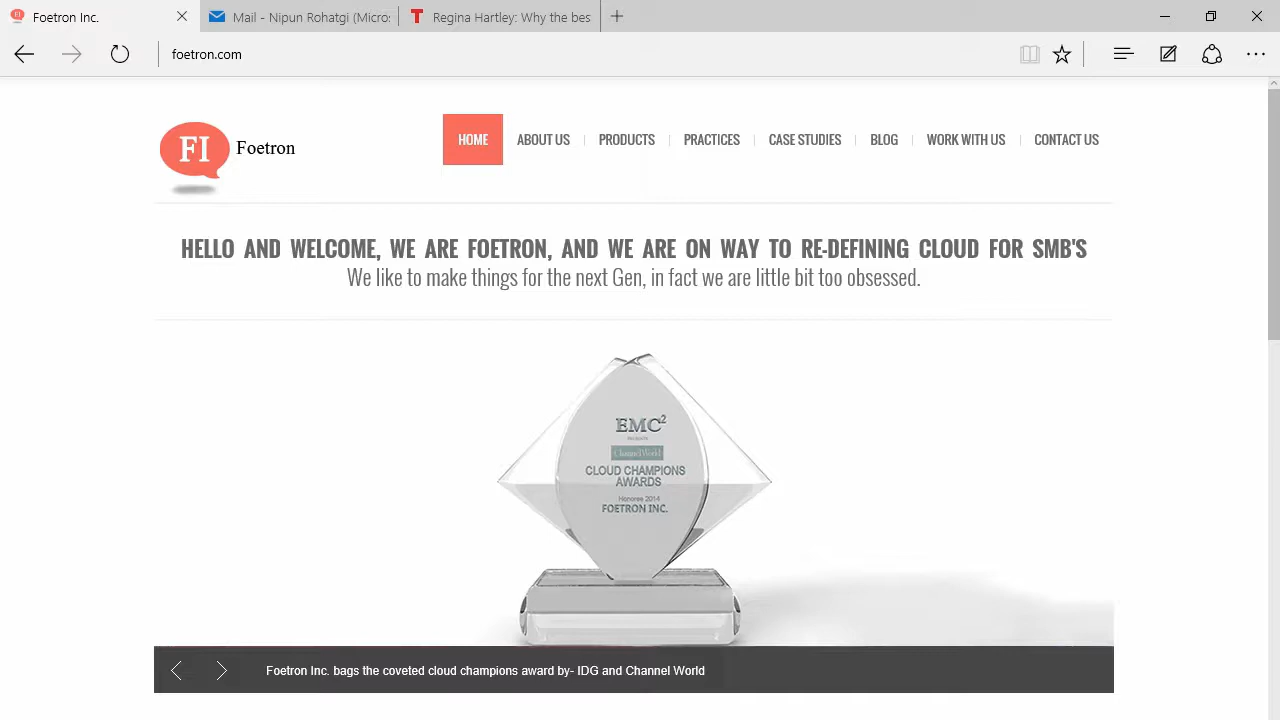 Foetron Inc.
Mail - Nipun Rohatgi (Micros
Regina Hartley: Why the bes
foetron.com
FI Foetron
HOME ABOUT US PRODUCTS PRACTICES CASE STUDIES BLOG WORK WITH US CONTACT US
HELLO AND WELCOME, WE ARE FOETRON, AND WE ARE ON WAY TO RE-DEFINING CLOUD FOR SMB'S
We like to make things for the next Gen, in fact we are little bit too obsessed.
EMC2
ChannelWorld
CLOUD CHAMPIONS
AWARDS
Honoree 2014
FOETRON INC.
Foetron Inc. bags the coveted cloud champions award by- IDG and Channel World